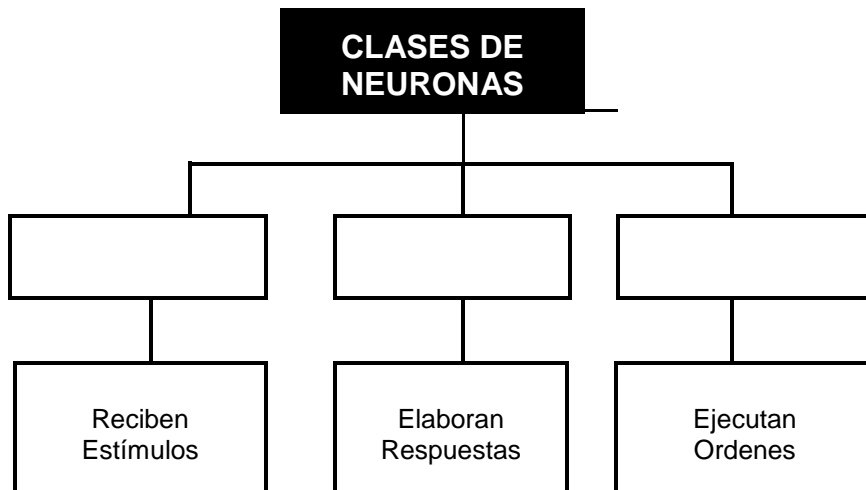 CLASES DE
NEURONAS
Reciben
Estímulos
Elaboran
Respuestas
Ejecutan
Ordenes